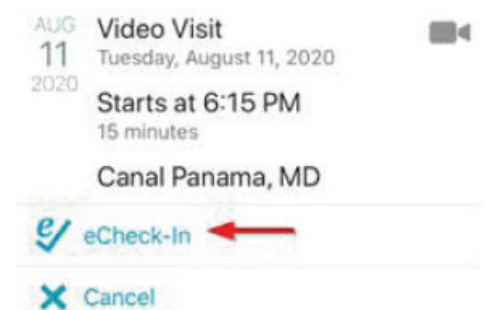 AUG
11
2020
Video Visit
Tuesday, August 11, 2020
Starts at 6:15 PM
15 minutes
Canal Panama, MD
eCheck-In
Cancel